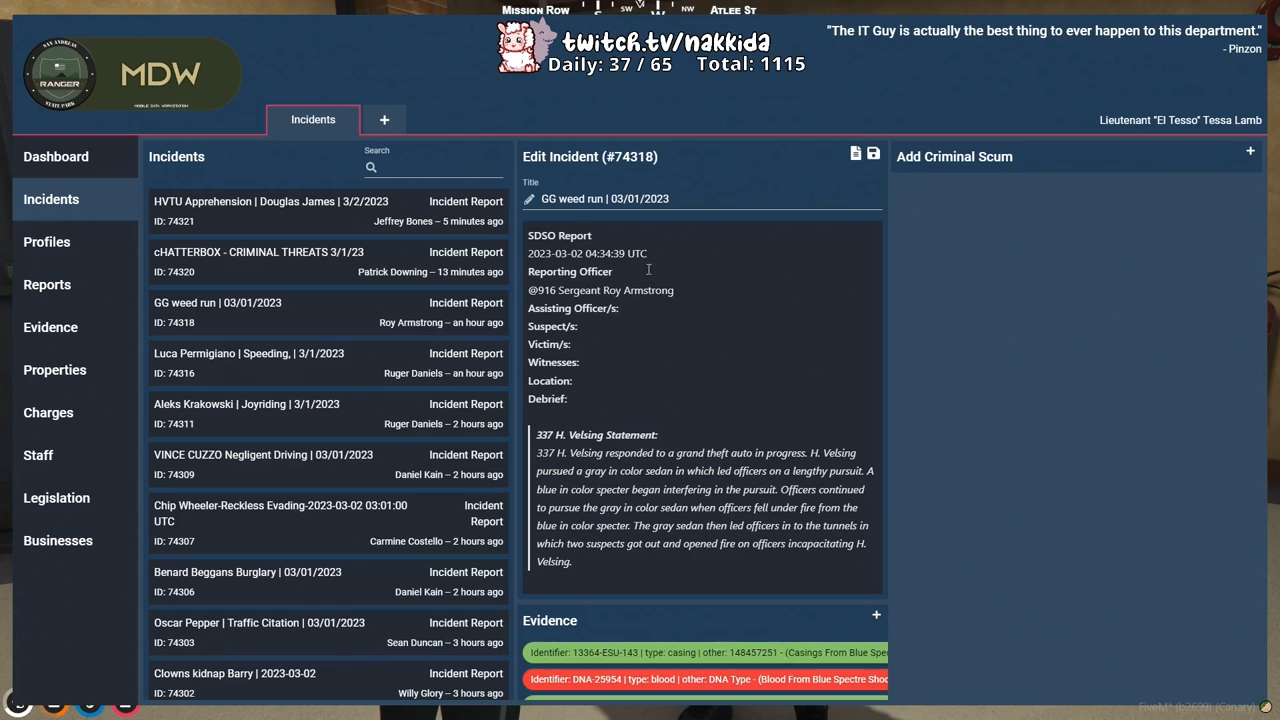 Mission Row
SW
NW
Atlee St
twitch.tv/nakkida
Daily: 37 / 65 Total: 1115
"The IT Guy is actually the best thing to ever happen to this department."
- Pinzon
SAN ANDREAS
RANGER
STATE PARK
MDW
MOBILE DATA WORKSTATION
Incidents
+
Lieutenant "El Tesso" Tessa Lamb
Dashboard
Incidents
Profiles
Reports
Evidence
Properties
Charges
Staff
Legislation
Businesses
Incidents
Search
HVTU Apprehension | Douglas James | 3/2/2023 Incident Report
ID: 74321 Jeffrey Bones – 5 minutes ago
cHATTERBOX - CRIMINAL THREATS 3/1/23 Incident Report
ID: 74320 Patrick Downing – 13 minutes ago
GG weed run | 03/01/2023 Incident Report
ID: 74318 Roy Armstrong – an hour ago
Luca Permigiano | Speeding, | 3/1/2023 Incident Report
ID: 74316 Ruger Daniels – an hour ago
Aleks Krakowski | Joyriding | 3/1/2023 Incident Report
ID: 74311 Ruger Daniels – 2 hours ago
VINCE CUZZO Negligent Driving | 03/01/2023 Incident Report
ID: 74309 Daniel Kain – 2 hours ago
Chip Wheeler-Reckless Evading-2023-03-02 03:01:00 Incident
UTC Report
ID: 74307 Carmine Costello – 2 hours ago
Benard Beggans Burglary | 03/01/2023 Incident Report
ID: 74306 Daniel Kain – 2 hours ago
Oscar Pepper | Traffic Citation | 03/01/2023 Incident Report
ID: 74303 Sean Duncan – 3 hours ago
Clowns kidnap Barry | 2023-03-02 Incident Report
ID: 74302 Willy Glory – 3 hours ago
Edit Incident (#74318)
Title
GG weed run | 03/01/2023
SDSO Report
2023-03-02 04:34:39 UTC
Reporting Officer
@916 Sergeant Roy Armstrong
Assisting Officer/s:
Suspect/s:
Victim/s:
Witnesses:
Location:
Debrief:
337 H. Velsing Statement:
337 H. Velsing responded to a grand theft auto in progress. H. Velsing
pursued a gray in color sedan in which led officers on a lengthy pursuit. A
blue in color specter began interfering in the pursuit. Officers continued
to pursue the gray in color sedan when officers fell under fire from the
blue in color specter. The gray sedan then led officers in to the tunnels in
which two suspects got out and opened fire on officers incapacitating H.
Velsing.
Evidence +
Identifier: 13364-ESU-143 | type: casing | other: 148457251 - (Casings From Blue Spe
Identifier: DNA-25954 | type: blood | other: DNA Type - (Blood From Blue Spectre Shoo
Add Criminal Scum +
FiveM* (b2699) (Canary)